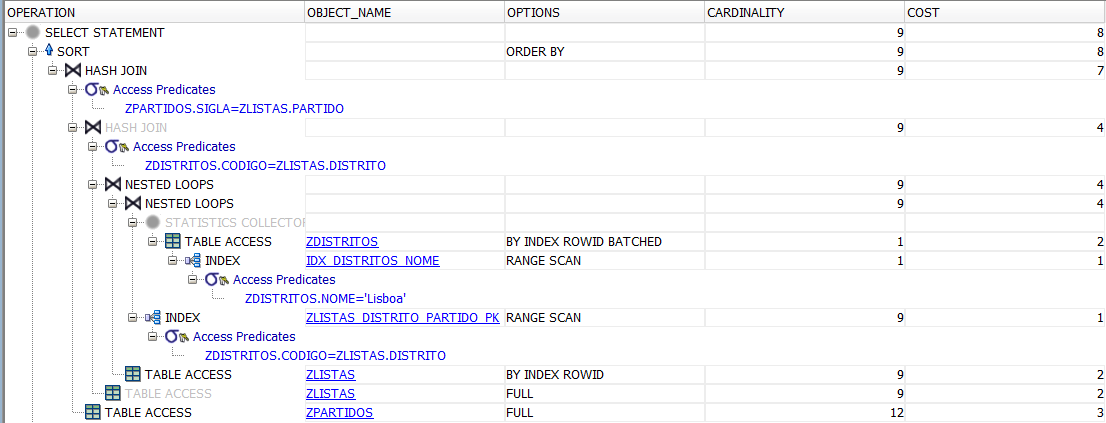 OPERATION OBJECT_NAME OPTIONS CARDINALITY COST
SELECT STATEMENT 9 8
SORT ORDER BY 9 8
HASH JOIN 9 7
Access Predicates
ZPARTIDOS.SIGLA=ZLISTAS.PARTIDO
HASH JOIN 9 4
Access Predicates
ZDISTRITOS.CODIGO=ZLISTAS.DISTRITO
NESTED LOOPS 9 4
NESTED LOOPS 9 4
STATISTICS COLLECTOR
TABLE ACCESS ZDISTRITOS BY INDEX ROWID BATCHED 1 2
INDEX IDX_DISTRITOS_NOME RANGE SCAN 1 1
Access Predicates
ZDISTRITOS.NOME='Lisboa'
INDEX ZLISTAS_DISTRITO_PARTIDO_PK RANGE SCAN 9 1
Access Predicates
ZDISTRITOS.CODIGO=ZLISTAS.DISTRITO
TABLE ACCESS ZLISTAS BY INDEX ROWID 9 2
TABLE ACCESS ZLISTAS FULL 9 2
TABLE ACCESS ZPARTIDOS FULL 12 3